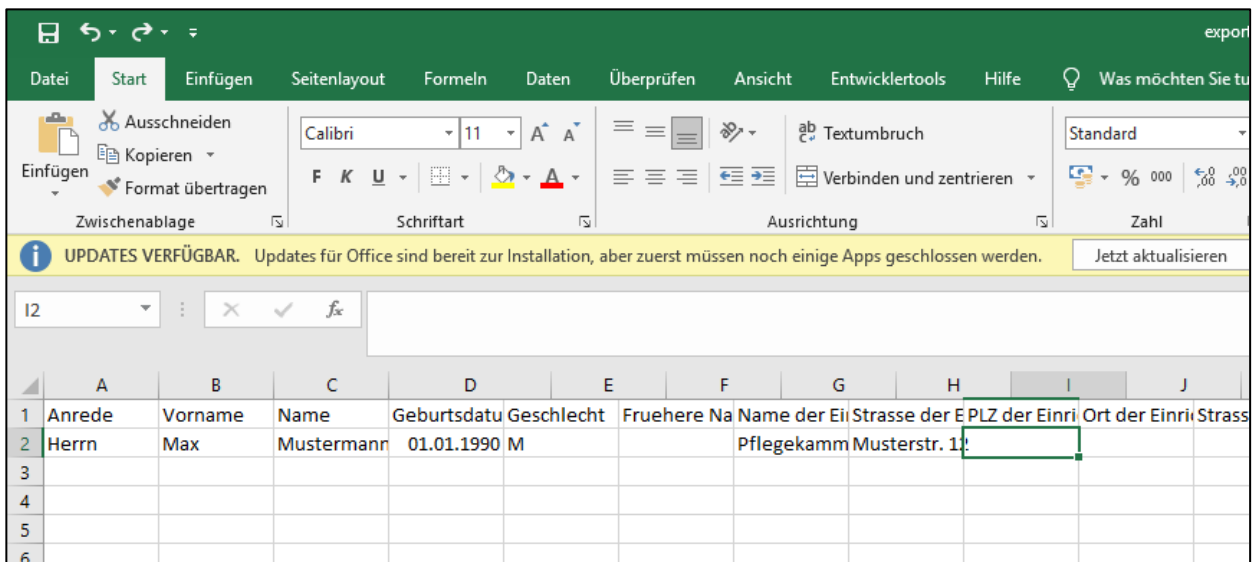 export
Datei Start Einfügen Seitenlayout Formeln Daten Überprüfen Ansicht Entwicklertools Hilfe Was möchten Sie tu
Ausschneiden
Kopieren
Format übertragen
Einfügen
Zwischenablage
Calibri 11 A A
F K U A
Schriftart
ab Textumbruch
Verbinden und zentrieren
Ausrichtung
Standard
% 000
Zahl
UPDATES VERFÜGBAR. Updates für Office sind bereit zur Installation, aber zuerst müssen noch einige Apps geschlossen werden. Jetzt aktualisieren
I2 fx
A B C D E F G H I J
1 Anrede Vorname Name Geburtsdatu Geschlecht Fruehere Na Name der Ei Strasse der E PLZ der Einri Ort der Einri Strass
2 Herrn Max Mustermann 01.01.1990 M Pflegekamm Musterstr. 12
3
4
5
6